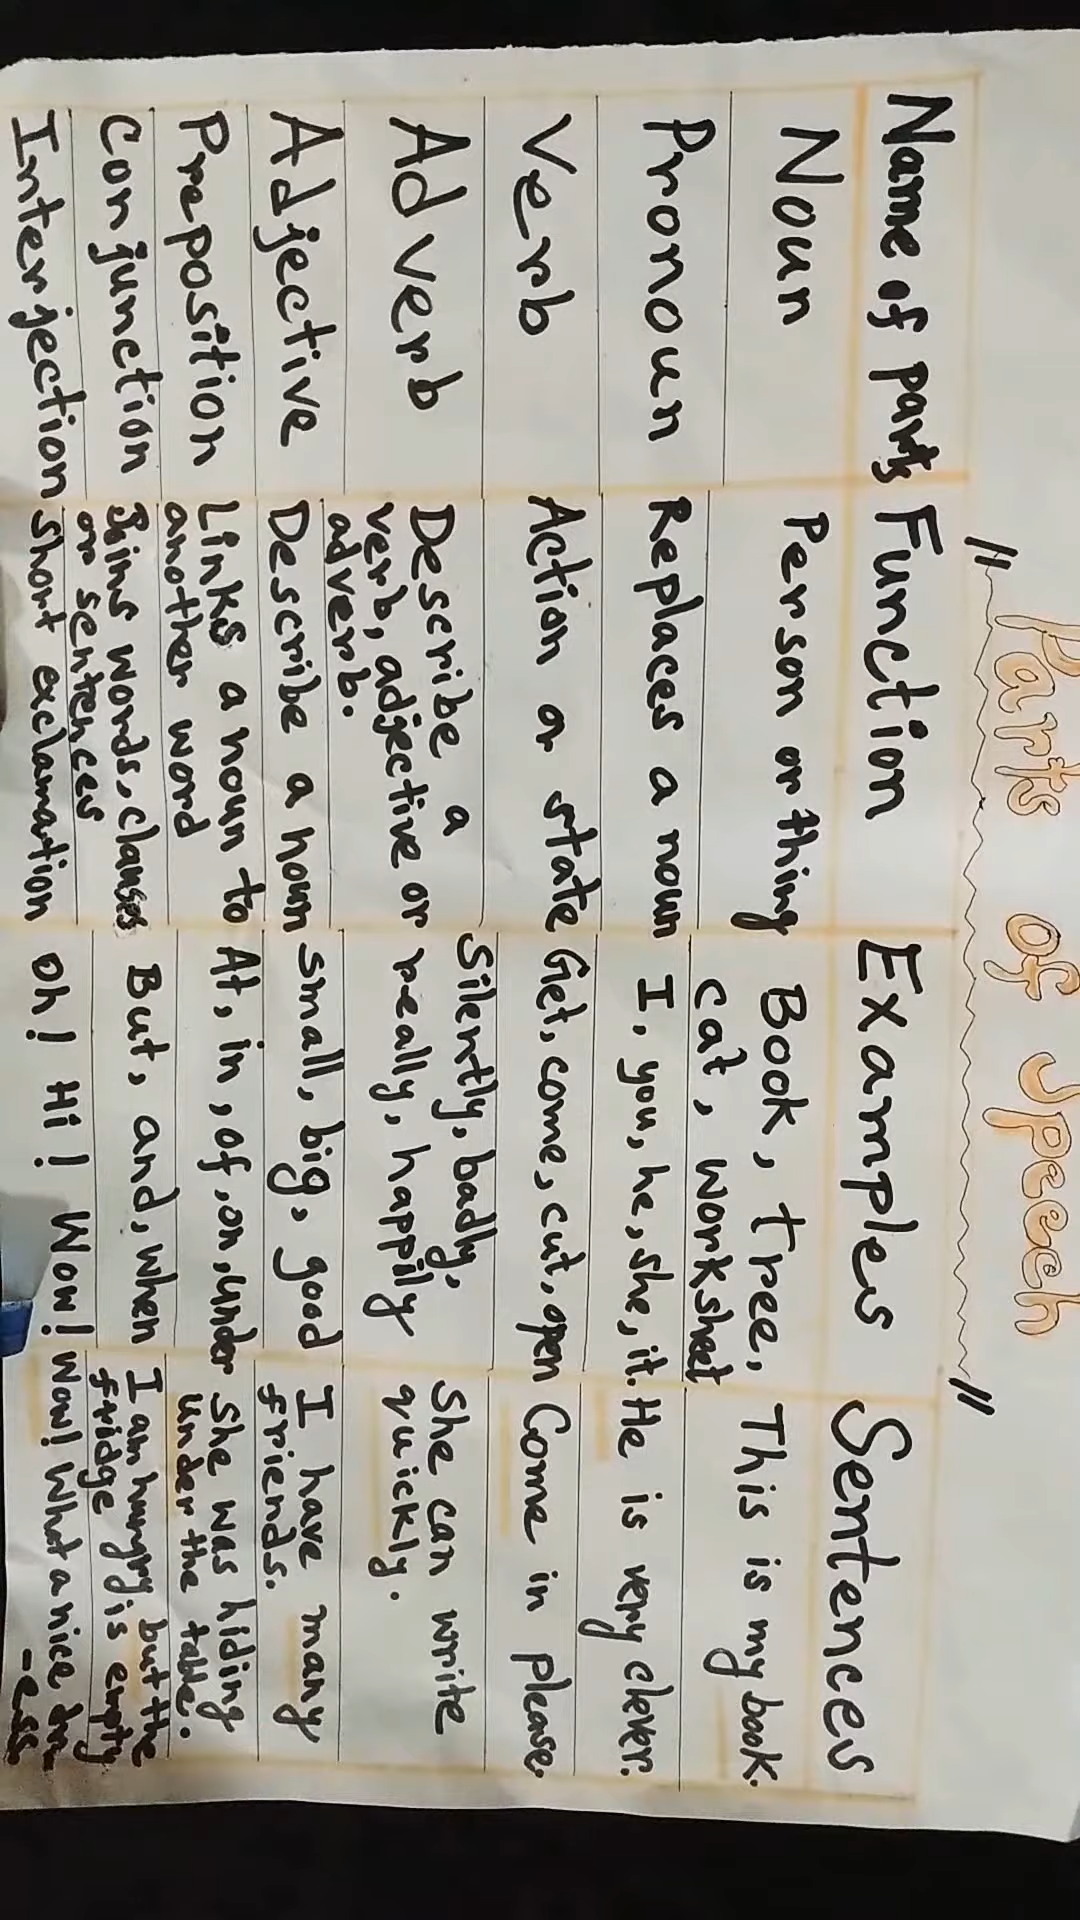 "Parts of Speech"
Name of parts Function Examples Sentences
Noun Person or thing Book, tree, This is my book.
cat, worksheet
Pronoun Replaces a noun I, you, he, she, it. He is very clever.
Verb Action or state Get, come, cut, open Come in please.
Adverb Describe a Silently, badly, She can write
verb, adjective or really, happily quickly.
adverb.
Adjective Describe a noun small, big, good I have many
friends.
Preposition Links a noun to At, in, of, on, under She was hiding
another word under the table.
Conjunction Joins words, clauses But, and, when I am hungry but the
or sentences fridge is empty
Interjection short exclamation oh! Hi! Wow! Wow! What a nice dr-
-ess.